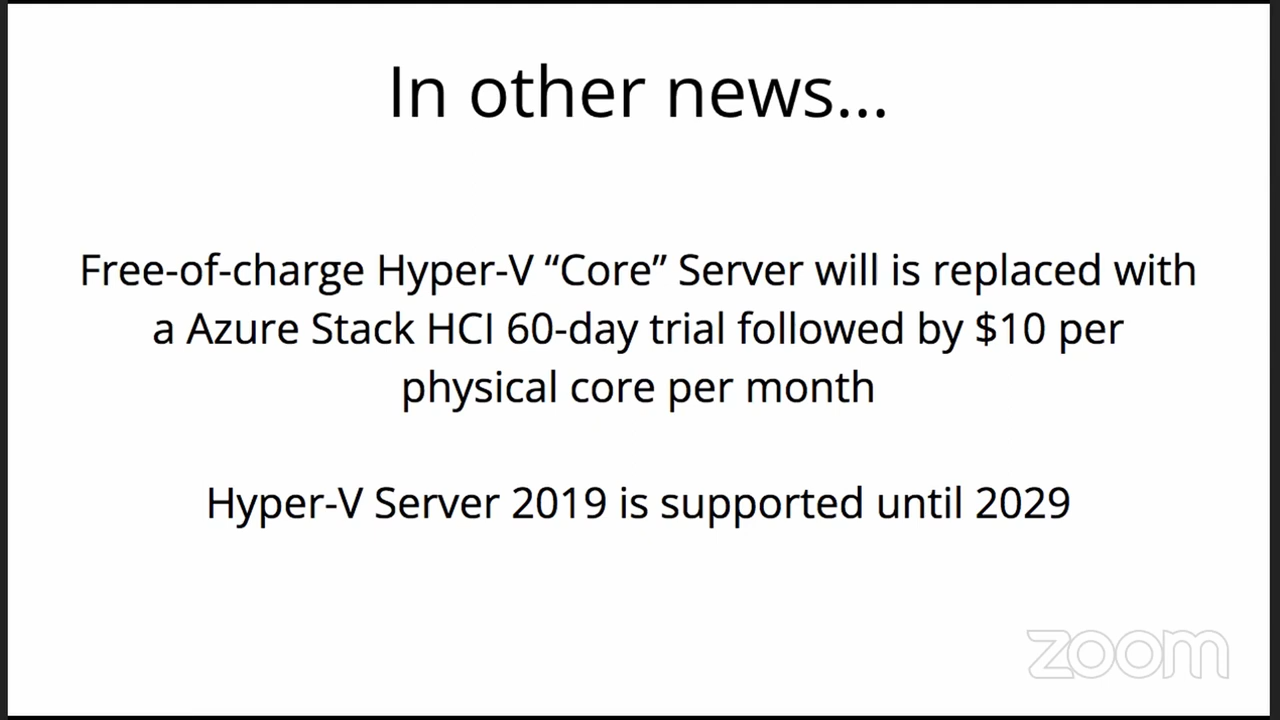 In other news...
Free-of-charge Hyper-V “Core” Server will is replaced with
a Azure Stack HCI 60-day trial followed by $10 per
physical core per month
Hyper-V Server 2019 is supported until 2029
zoom